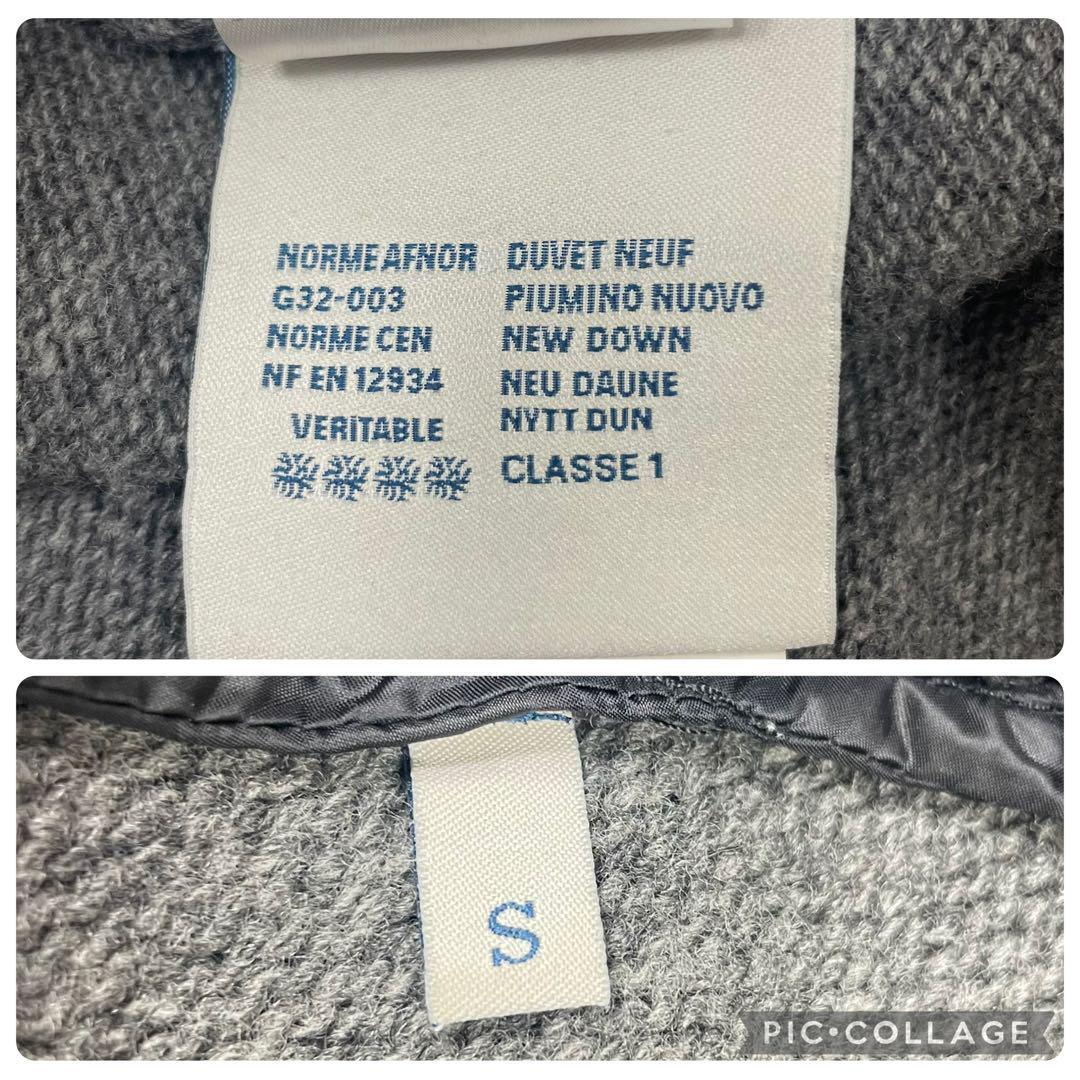 NORME AFNOR
G32-003
NORME CEN
NF EN 12934
VERITABLE
DUVET NEUF
PIUMINO NUOVO
NEW DOWN
NEU DAUNE
NYTT DUN
CLASSE 1
S
PIC•COLLAGE